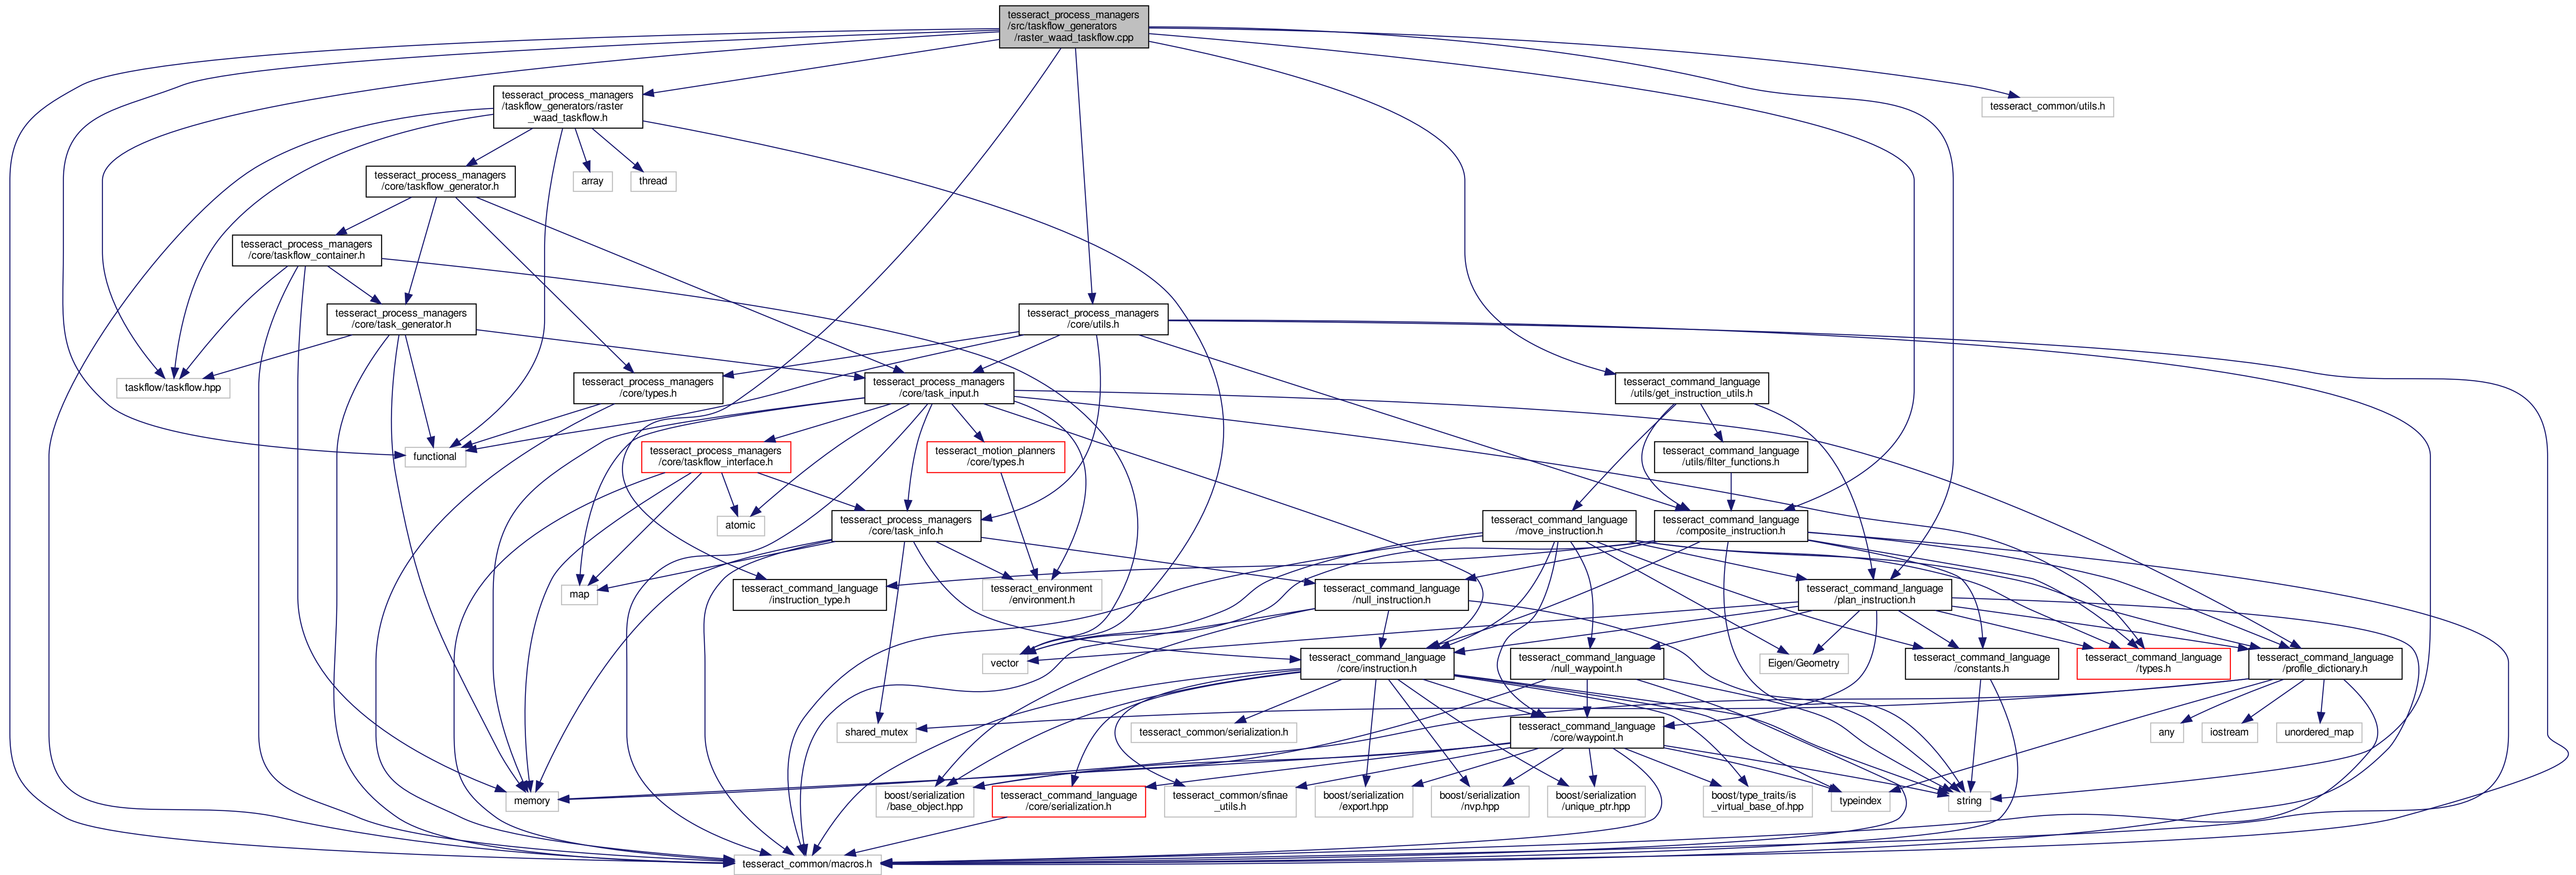 tesseract_process_managers
/src/taskflow_generators
/raster_waad_taskflow.cpp
tesseract_process_managers
/taskflow_generators/raster
_waad_taskflow.h
tesseract_common/utils.h
tesseract_process_managers
/core/taskflow_generator.h
array
thread
tesseract_process_managers
/core/taskflow_container.h
tesseract_process_managers
/core/task_generator.h
tesseract_process_managers
/core/utils.h
taskflow/taskflow.hpp
tesseract_process_managers
/core/types.h
tesseract_process_managers
/core/task_input.h
tesseract_command_language
/utils/get_instruction_utils.h
functional
tesseract_process_managers
/core/taskflow_interface.h
tesseract_motion_planners
/core/types.h
tesseract_command_language
/utils/filter_functions.h
atomic
tesseract_process_managers
/core/task_info.h
tesseract_command_language
/move_instruction.h
tesseract_command_language
/composite_instruction.h
map
tesseract_command_language
/instruction_type.h
tesseract_environment
/environment.h
tesseract_command_language
/null_instruction.h
tesseract_command_language
/plan_instruction.h
vector
tesseract_command_language
/core/instruction.h
tesseract_command_language
/null_waypoint.h
Eigen/Geometry
tesseract_command_language
/constants.h
tesseract_command_language
/types.h
tesseract_command_language
/profile_dictionary.h
shared_mutex
tesseract_common/serialization.h
tesseract_command_language
/core/waypoint.h
any
iostream
unordered_map
memory
boost/serialization
/base_object.hpp
tesseract_command_language
/core/serialization.h
tesseract_common/sfinae
_utils.h
boost/serialization
/export.hpp
boost/serialization
/nvp.hpp
boost/serialization
/unique_ptr.hpp
boost/type_traits/is
_virtual_base_of.hpp
typeindex
string
tesseract_common/macros.h